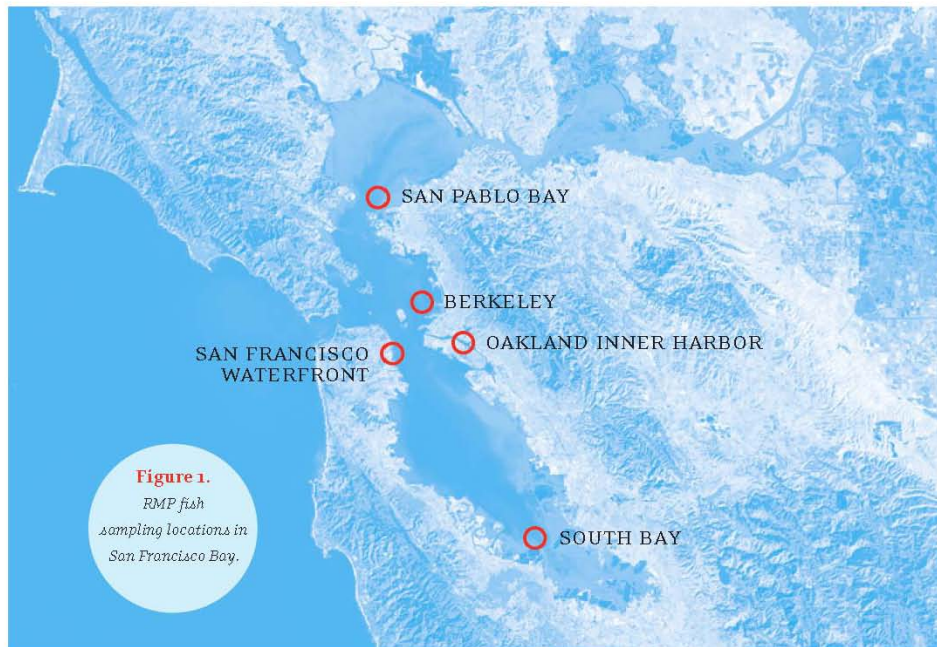 SAN PABLO BAY
BERKELEY
OAKLAND INNER HARBOR
SAN FRANCISCO
WATERFRONT
SOUTH BAY
Figure 1.
RMP fish
sampling locations in
San Francisco Bay.